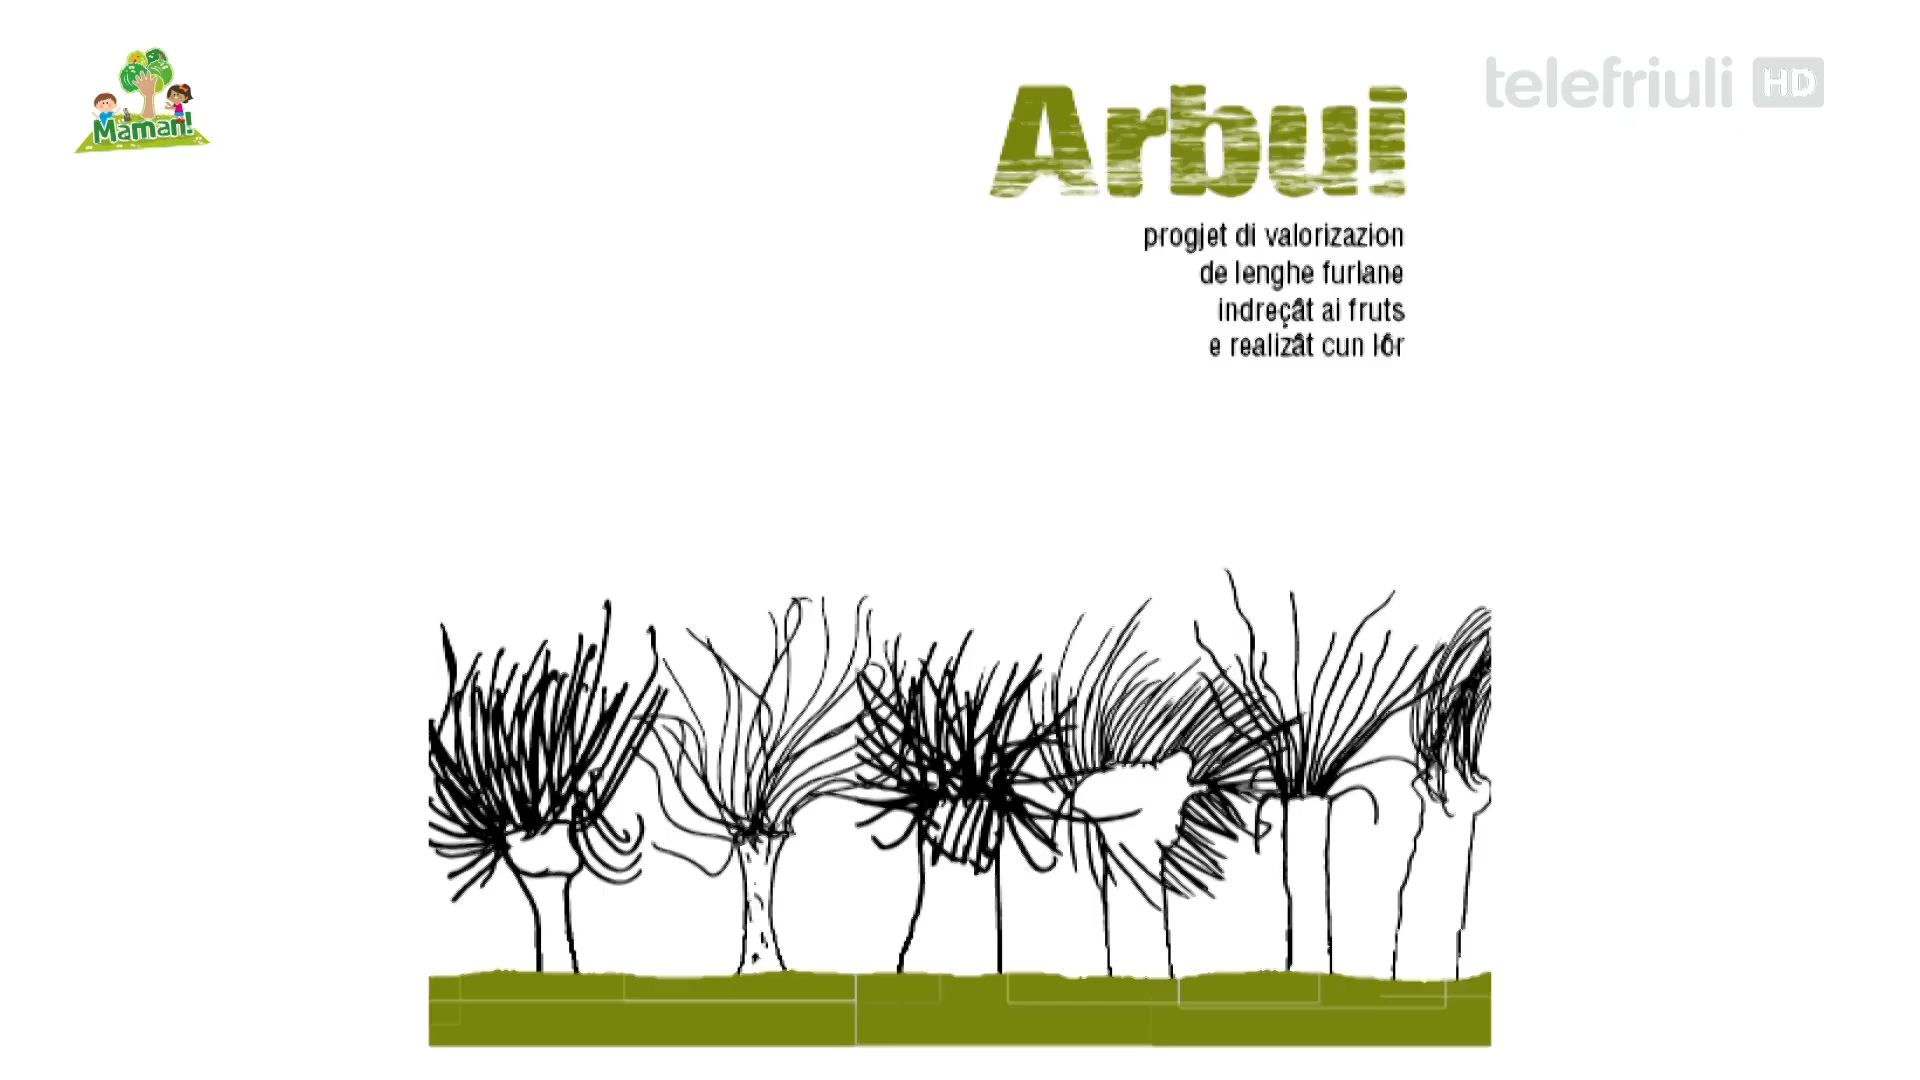 Maman!
telefriuli HD
Arbui
progjet di valorizazion
de lenghe furlane
indreçât ai fruts
e realizât cun lôr